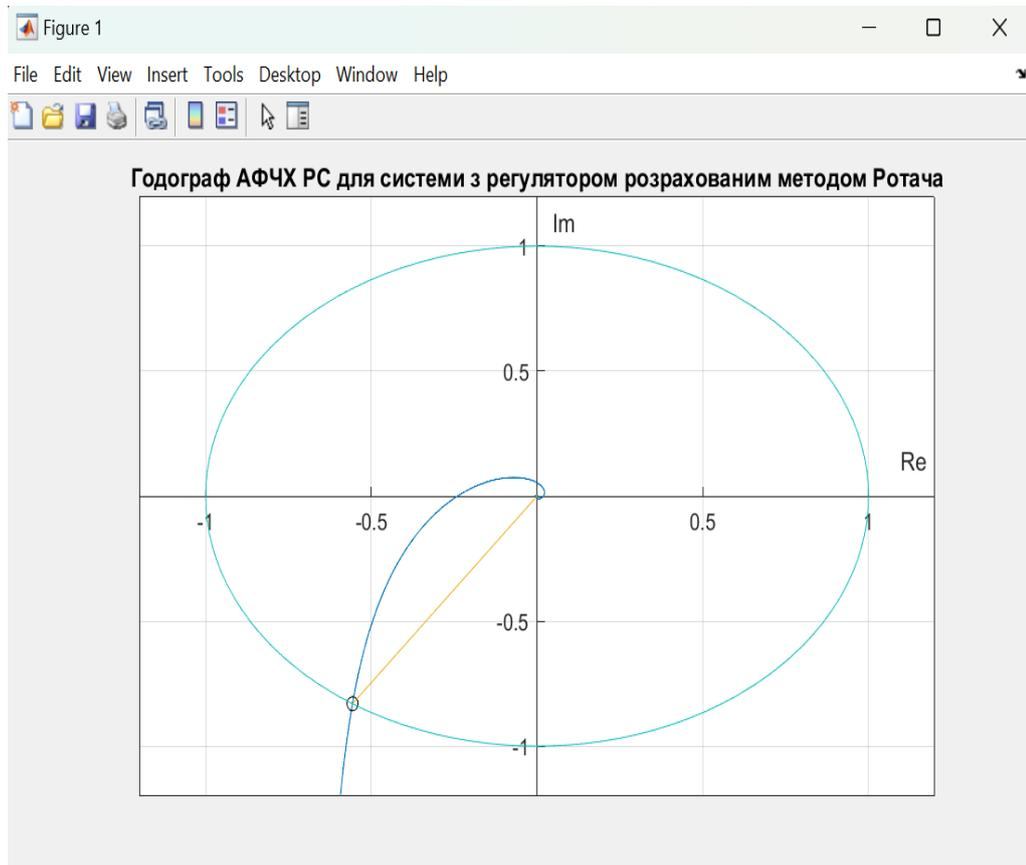 Figure 1
File Edit View Insert Tools Desktop Window Help
Годограф АФЧХ РС для системи з регулятором розрахованим методом Ротача
Im
1
0.5
Re
-1 -0.5 0.5 1
-0.5
-1